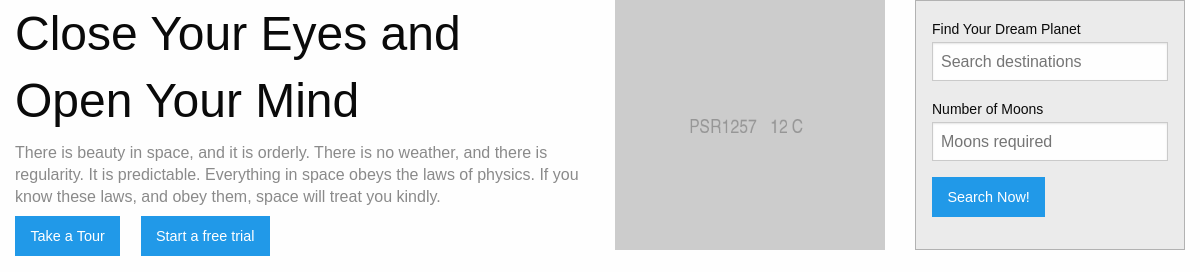 Close Your Eyes and
Open Your Mind
There is beauty in space, and it is orderly. There is no weather, and there is
regularity. It is predictable. Everything in space obeys the laws of physics. If you
know these laws, and obey them, space will treat you kindly.
Take a Tour
Start a free trial
PSR1257 12 C
Find Your Dream Planet
Search destinations
Number of Moons
Moons required
Search Now!